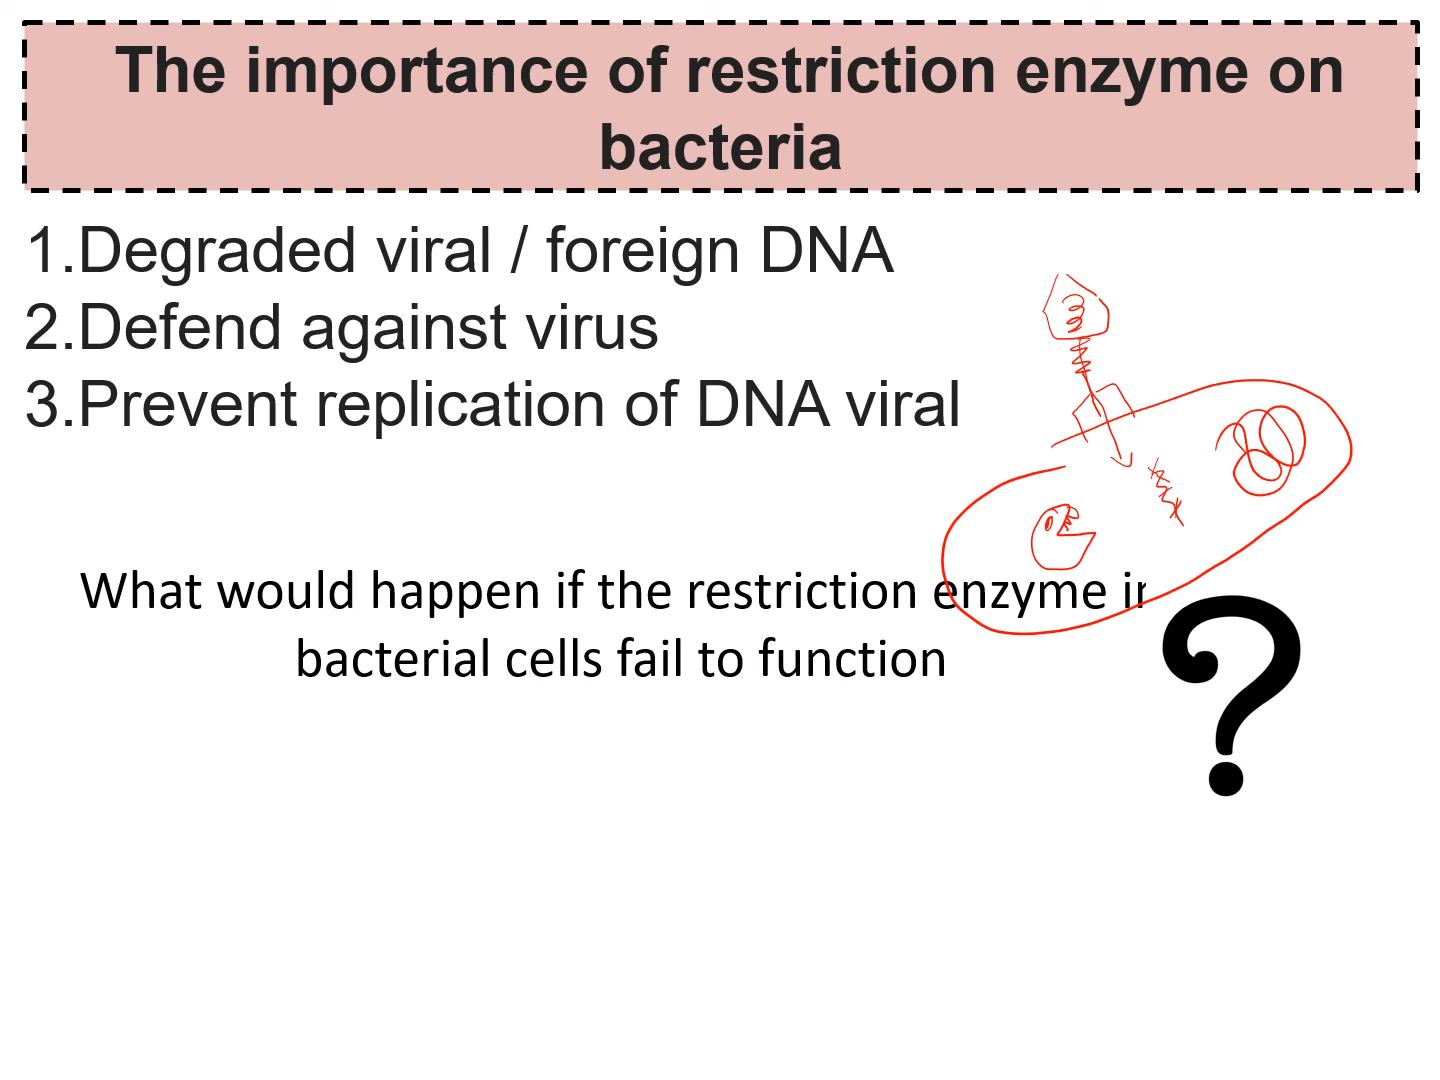 The importance of restriction enzyme on
bacteria
1.Degraded viral / foreign DNA
2.Defend against virus
3.Prevent replication of DNA viral
What would happen if the restriction enzyme in
bacterial cells fail to function
?